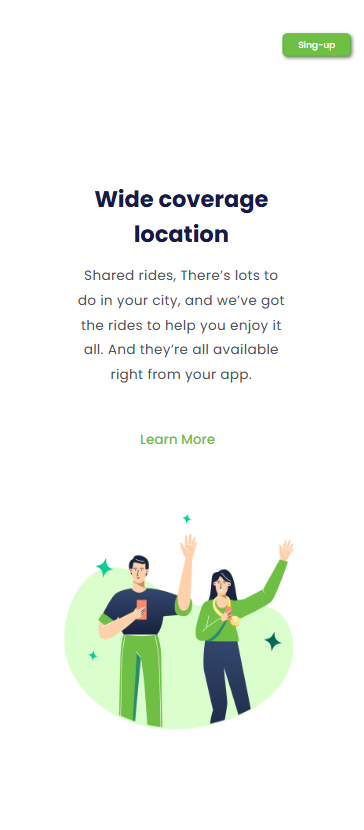 Sing-up
Wide coverage
location
Shared rides, There’s lots to
do in your city, and we’ve got
the rides to help you enjoy it
all. And they’re all available
right from your app.
Learn More